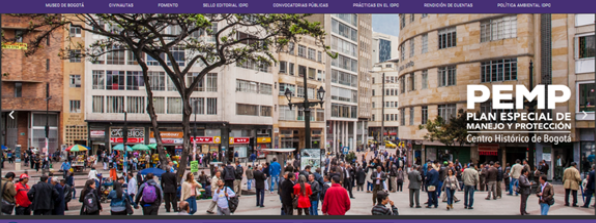 MUSEO DE BOGOTÁ CIVINAUTAS FOMENTO SELLO EDITORIAL IDPC CONVOCATORIAS PÚBLICAS PRÁCTICAS EN EL IDPC RENDICIÓN DE CUENTAS POLÍTICA AMBIENTAL IDPC
PEMP
PLAN ESPECIAL DE
MANEJO Y PROTECCIÓN
Centro Histórico de Bogotá